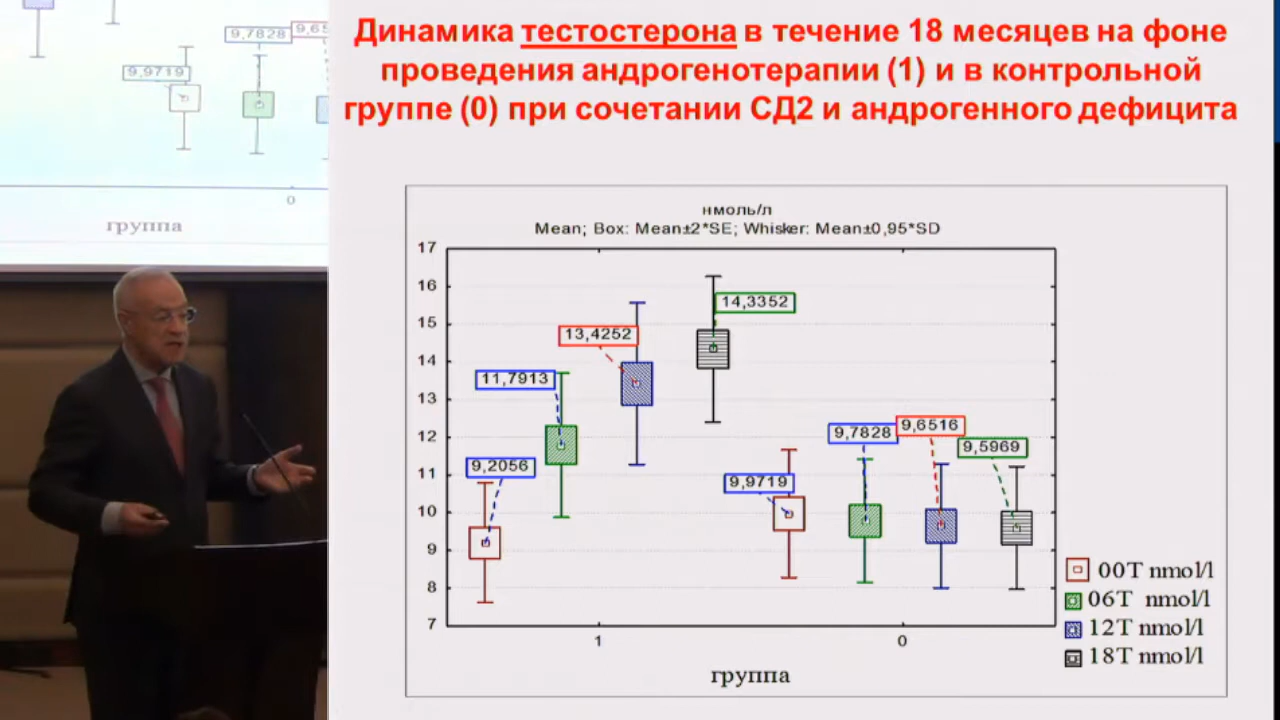 Динамика тестостерона в течение 18 месяцев на фоне
проведения андрогенотерапии (1) и в контрольной
группе (0) при сочетании СД2 и андрогенного дефицита
нмоль/л
Mean; Box: Mean±2*SE; Whisker: Mean±0,95*SD
17
16
15
14
13
12
11
10
9
8
7
9,2056
11,7913
13,4252
14,3352
9,9719
9,7828
9,6516
9,5969
1
0
группа
00T nmol/l
06T nmol/l
12T nmol/l
18T nmol/l
9,7828
9,65
9,9719
0
группа